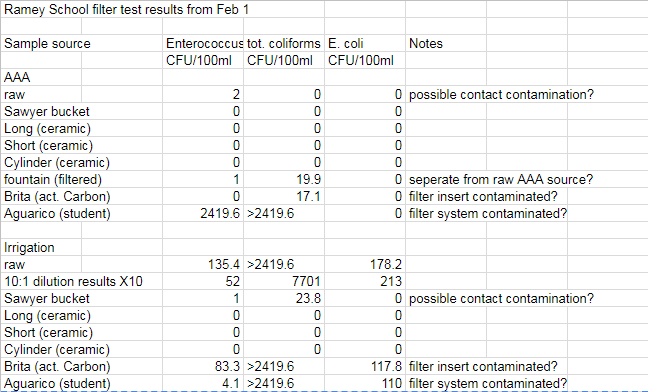 Ramey School filter test results from Feb 1
Sample source Enterococcus tot. coliforms E. coli Notes
CFU/100ml CFU/100ml CFU/100ml
AAA
raw 2 0 0 possible contact contamination?
Sawyer bucket 0 0 0
Long (ceramic) 0 0 0
Short (ceramic) 0 0 0
Cylinder (ceramic) 0 0 0
fountain (filtered) 1 19.9 0 seperate from raw AAA source?
Brita (act. Carbon) 0 17.1 0 filter insert contaminated?
Aguarico (student) 2419.6 >2419.6 0 filter system contaminated?
Irrigation
raw 135.4 >2419.6 178.2
10:1 dilution results X10 52 7701 213
Sawyer bucket 1 23.8 0 possible contact contamination?
Long (ceramic) 0 0 0
Short (ceramic) 0 0 0
Cylinder (ceramic) 0 0 0
Brita (act. Carbon) 83.3 >2419.6 117.8 filter insert contaminated?
Aguarico (student) 4.1 >2419.6 110 filter system contaminated?